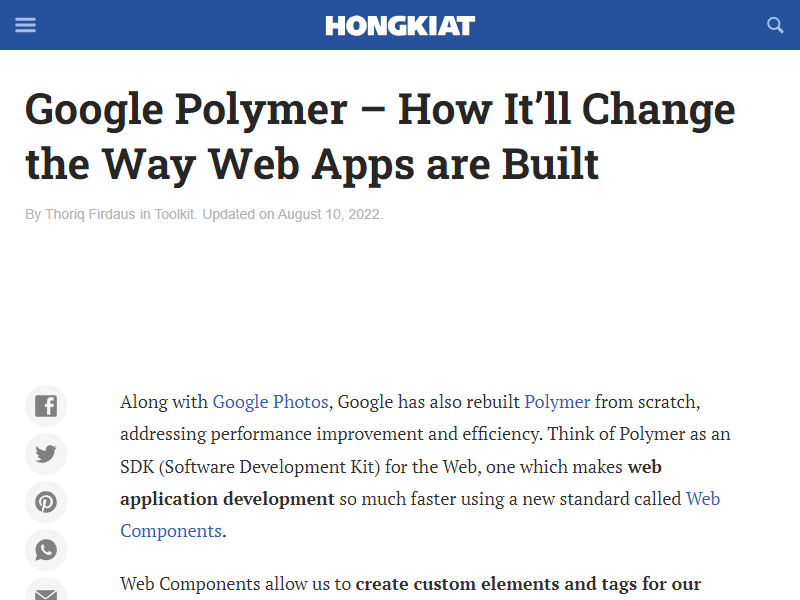 HONGKIAT
Google Polymer – How It’ll Change
the Way Web Apps are Built
By Thoriq Firdaus in Toolkit. Updated on August 10, 2022.
Along with Google Photos, Google has also rebuilt Polymer from scratch,
addressing performance improvement and efficiency. Think of Polymer as an
SDK (Software Development Kit) for the Web, one which makes web
application development so much faster using a new standard called Web
Components.
Web Components allow us to create custom elements and tags for our